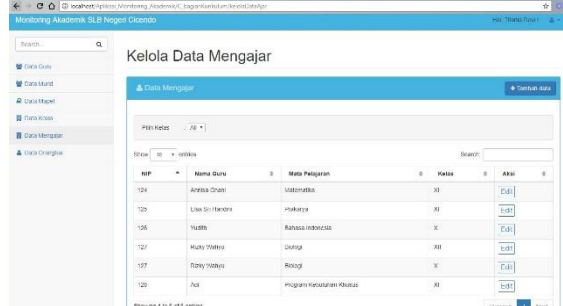 localhost/Aplikasi_Monitoring_Akademik/C_bagianKurikulum/kelolaDataAjar
Monitoring Akademik SLB Negeri Cicendo
Search...
Data Guru
Data Murid
Data Mapel
Data Kelas
Data Mengajar
Data Orangtua
Kelola Data Mengajar
Data Mengajar
+ Tambah data
Pilih Kelas : All
Show 10 entries
Search:
NIP Nama Guru Mata Pelajaran Kelas Aksi
124 Annisa Ghani Matematika XI Edit
125 Lisa Sri Handini Prakarya XI Edit
126 Yudith Bahasa Indonesia X Edit
127 Rizky Wahyu Biologi XII Edit
127 Rizky Wahyu Biologi X Edit
129 Program Kebutuhan Khusus XI Edit